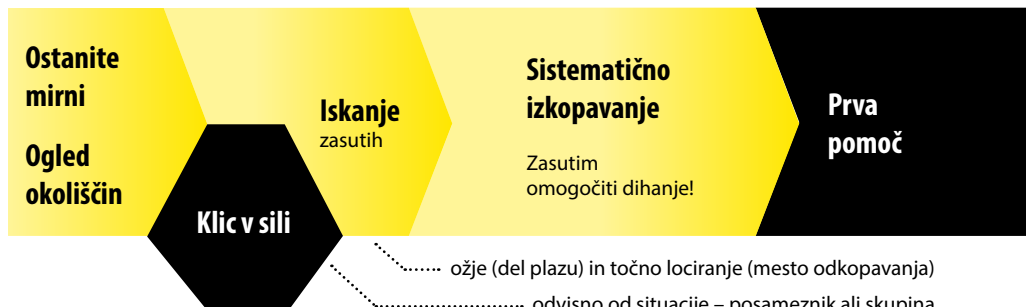 Ostanite
mirni
Ogled
okoliščin
Klic v sili
Iskanje
zasutih
Sistematično
izkopavanje
Zasutim
omogočiti dihanje!
Prva
pomoč
ožje (del plazu) in točno lociranje (mesto odkopavanja)
odvisno od situacije – posameznik ali skupina